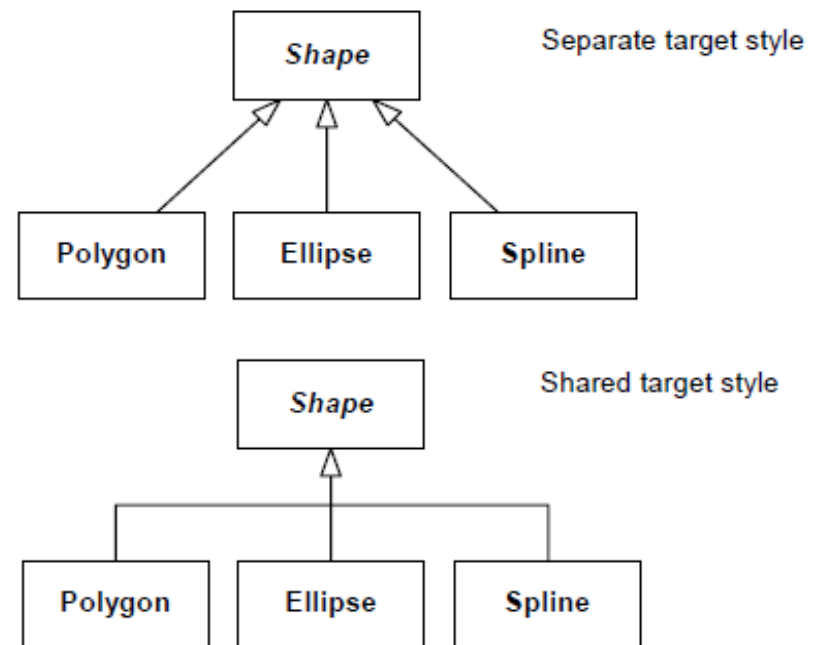 Shape
Separate target style
Polygon
Ellipse
Spline
Shape
Shared target style
Polygon
Ellipse
Spline